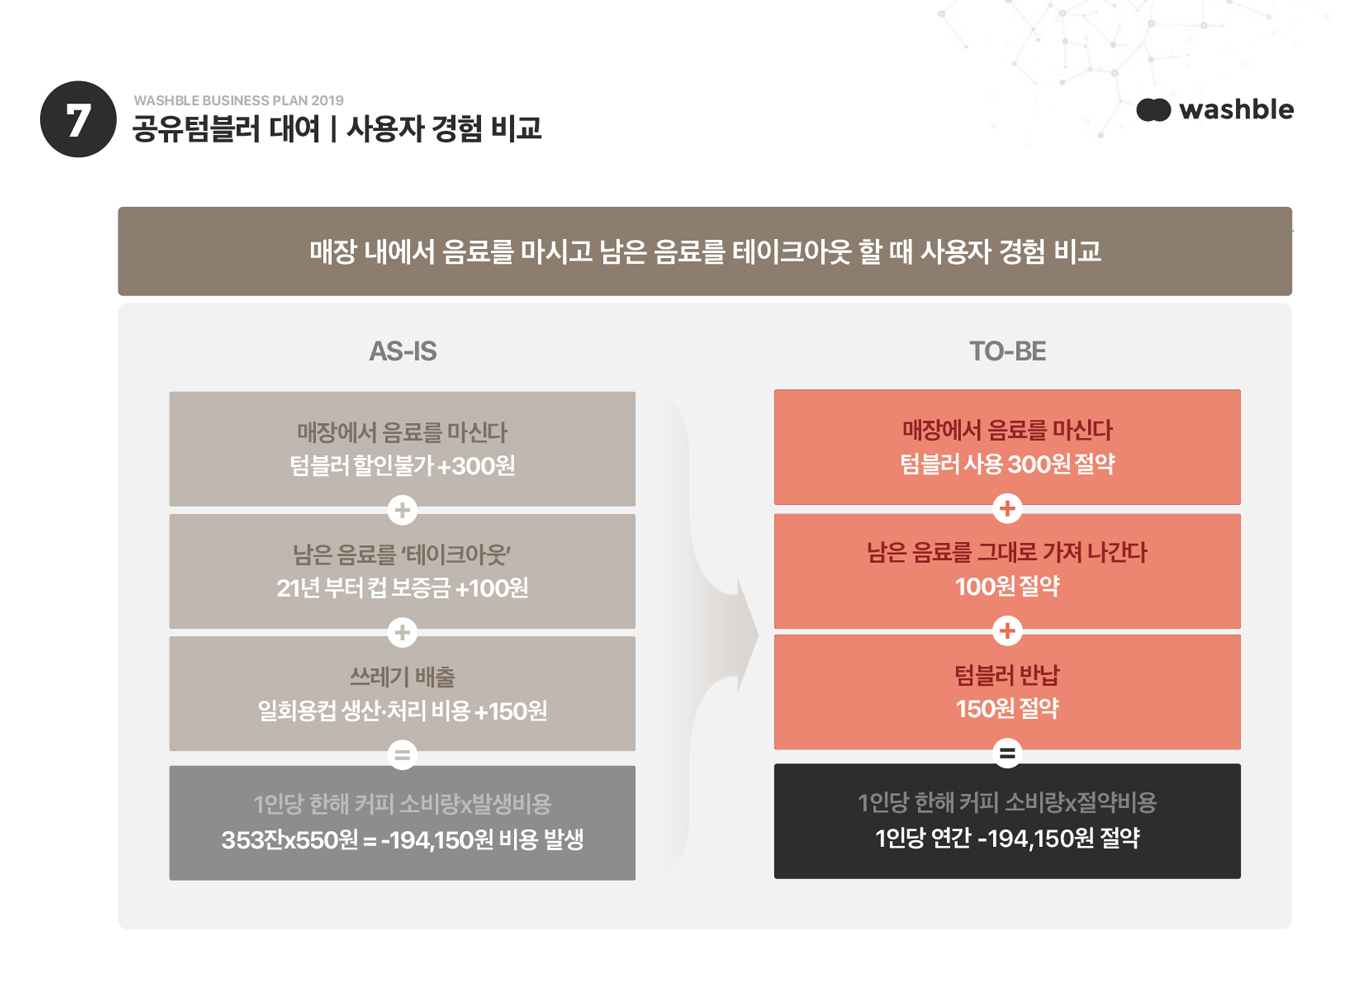 7
WASHBLE BUSINESS PLAN 2019
공유텀블러 대여 | 사용자 경험 비교
washble
매장 내에서 음료를 마시고 남은 음료를 테이크아웃 할 때 사용자 경험 비교
AS-IS
매장에서 음료를 마신다
텀블러 할인불가 +300원
+
남은 음료를 ‘테이크아웃’
21년 부터 컵 보증금 +100원
+
쓰레기 배출
일회용컵 생산·처리 비용 +150원
=
1인당 한해 커피 소비량x발생비용
353잔x550원 = -194,150원 비용 발생
TO-BE
매장에서 음료를 마신다
텀블러 사용 300원 절약
+
남은 음료를 그대로 가져 나간다
100원 절약
+
텀블러 반납
150원 절약
=
1인당 한해 커피 소비량x절약비용
1인당 연간 -194,150원 절약